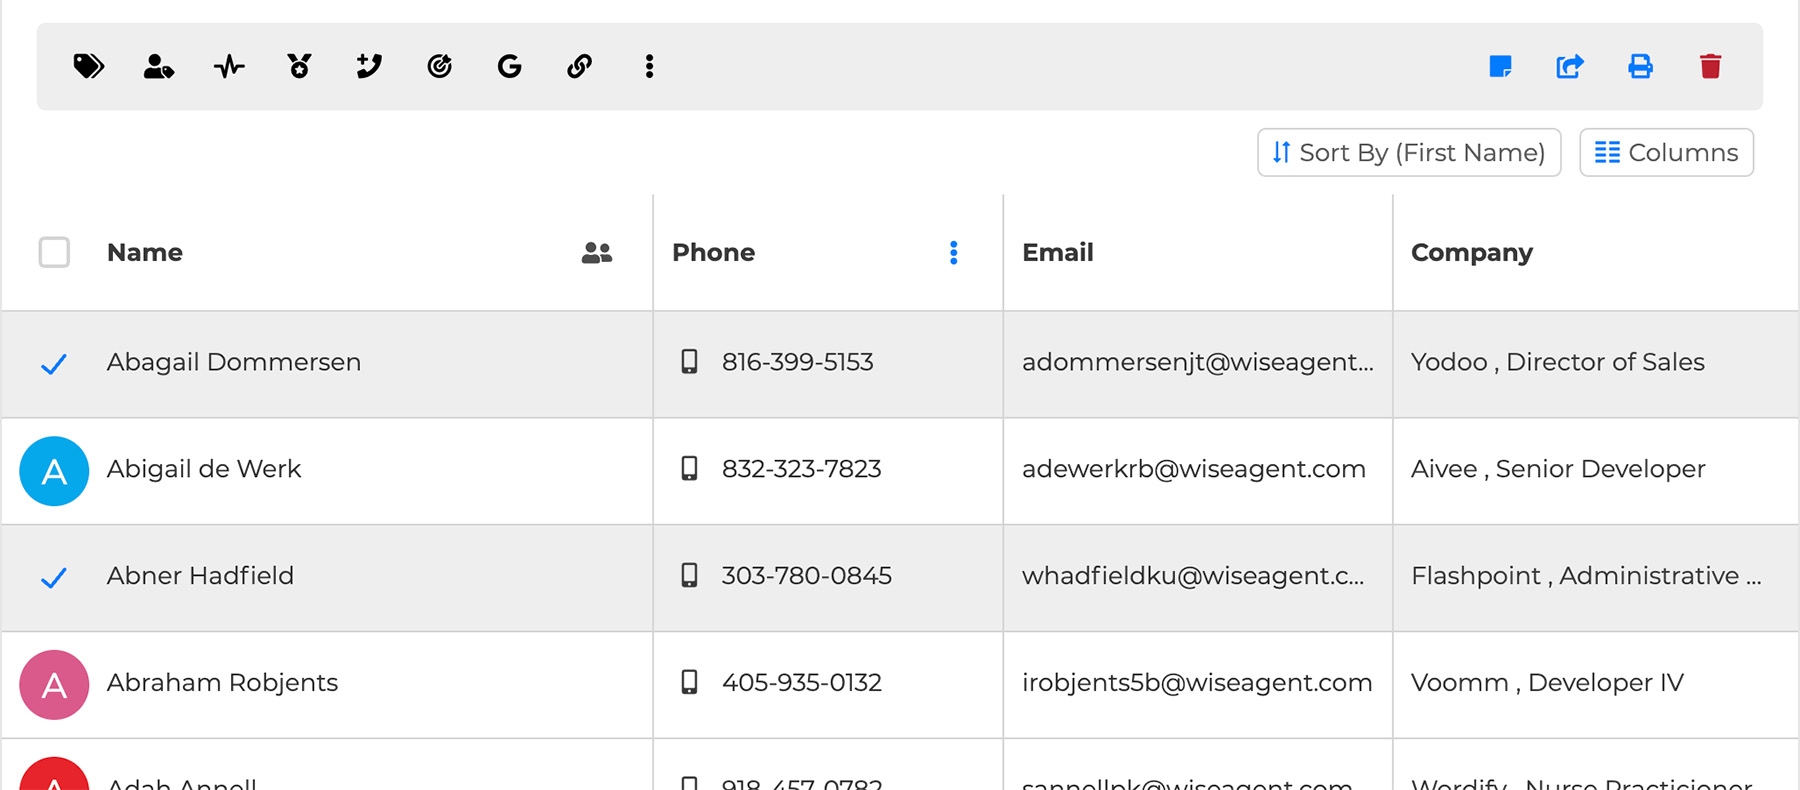 Sort By (First Name) Columns
Name Phone Email Company
Abagail Dommersen 816-399-5153 adommersenjt@wiseagent... Yodoo , Director of Sales
A Abigail de Werk 832-323-7823 adewerkrb@wiseagent.com Aivee , Senior Developer
Abner Hadfield 303-780-0845 whadfieldku@wiseagent.c... Flashpoint , Administrative ...
A Abraham Robjents 405-935-0132 irobjents5b@wiseagent.com Voomm , Developer IV
A Adah Annell 918-457-0782 sannellpk@wiseagent.com Wordify , Nurse Practicioner